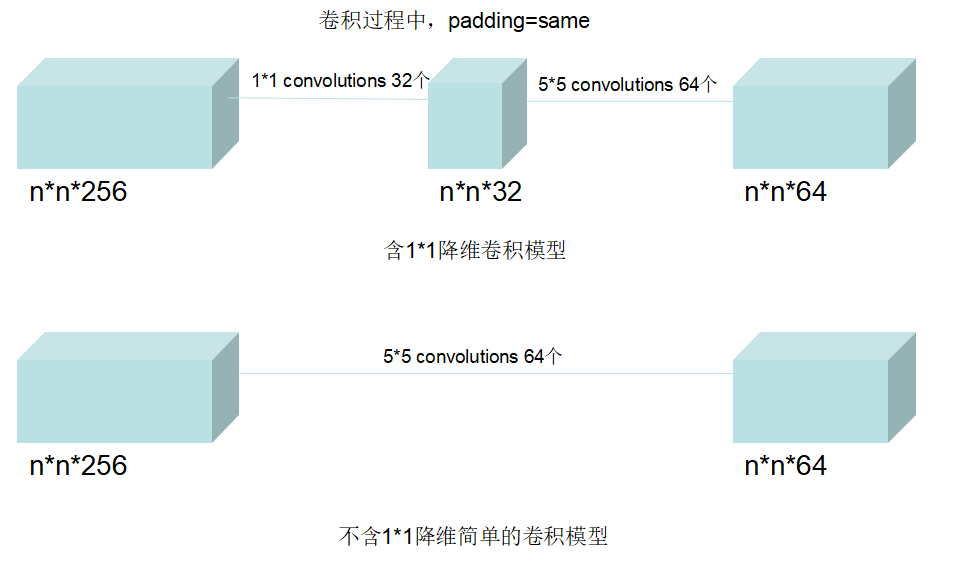 卷积过程中，padding=same
1*1 convolutions 32个
5*5 convolutions 64个
n*n*256
n*n*32
n*n*64
含1*1降维卷积模型
5*5 convolutions 64个
n*n*256
n*n*64
不含1*1降维简单的卷积模型